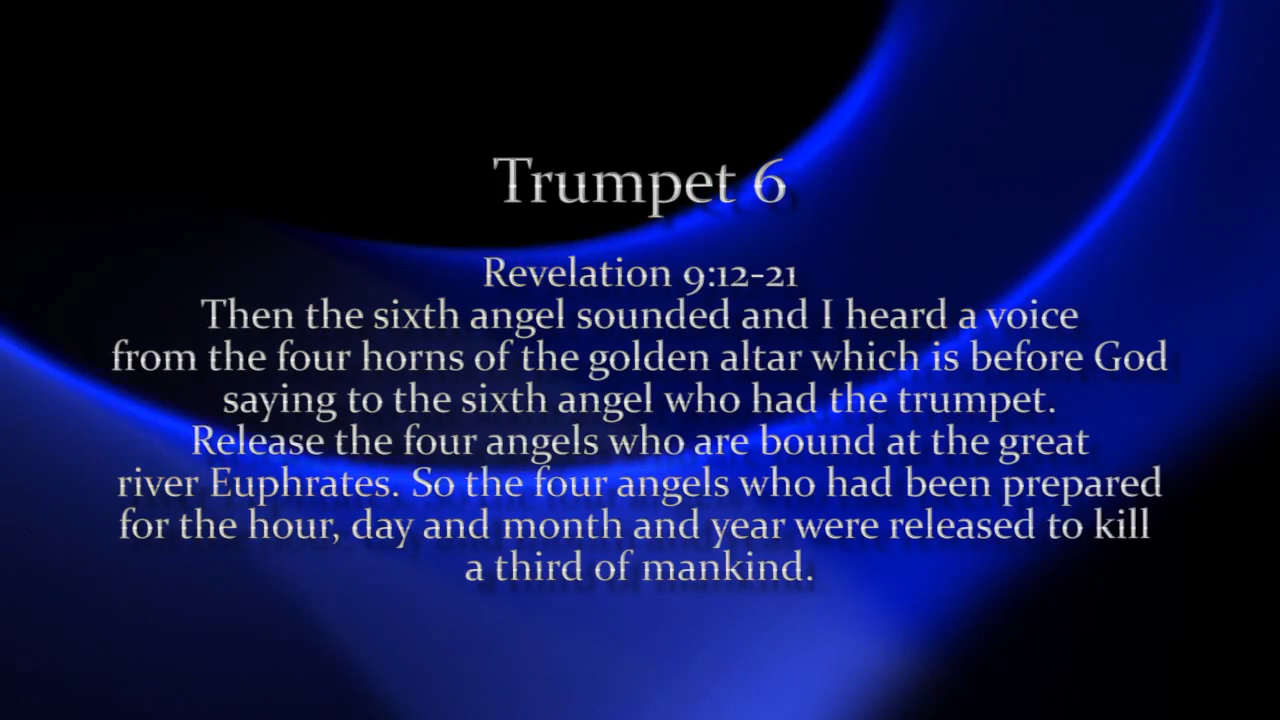 Trumpet 6
Revelation 9:12-21
Then the sixth angel sounded and I heard a voice
from the four horns of the golden altar which is before God
saying to the sixth angel who had the trumpet.
Release the four angels who are bound at the great
river Euphrates. So the four angels who had been prepared
for the hour, day and month and year were released to kill
a third of mankind.